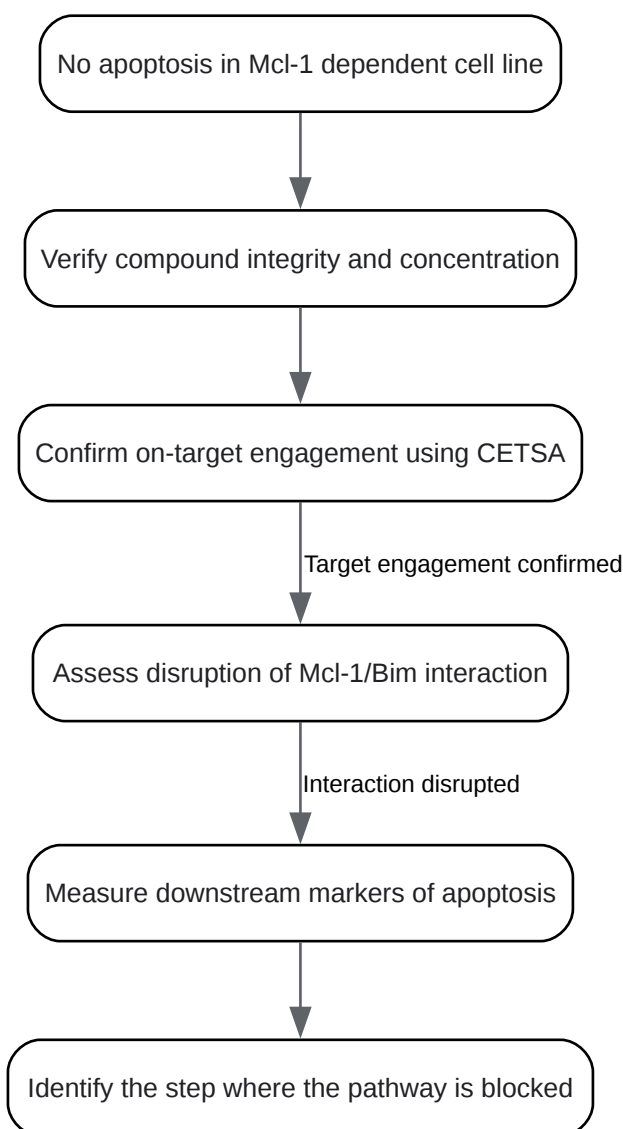 No apoptosis in Mcl-1 dependent cell line
Verify compound integrity and concentration
Confirm on-target engagement using CETSA
Target engagement confirmed
Assess disruption of Mcl-1/Bim interaction
Interaction disrupted
Measure downstream markers of apoptosis
Identify the step where the pathway is blocked